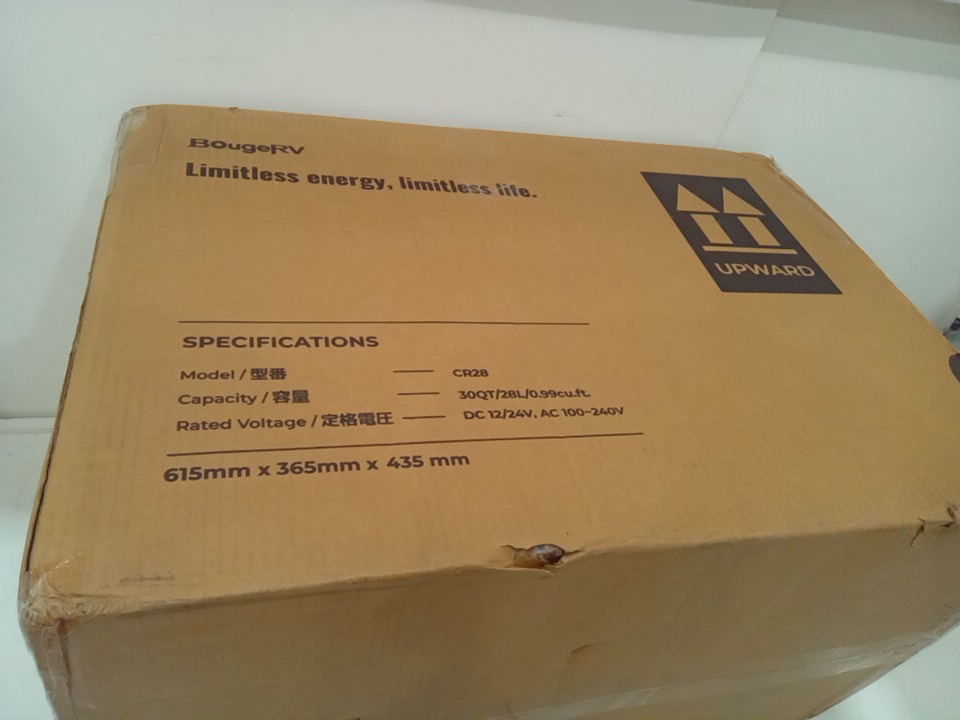 BougeRV
Limitless energy, limitless life.
UPWARD
SPECIFICATIONS
Model / 型番 — CR28
Capacity / 容量 — 30QT/28L/0.99cu.ft.
Rated Voltage / 定格電圧 — DC 12/24V, AC 100~240V
615mm x 365mm x 435 mm